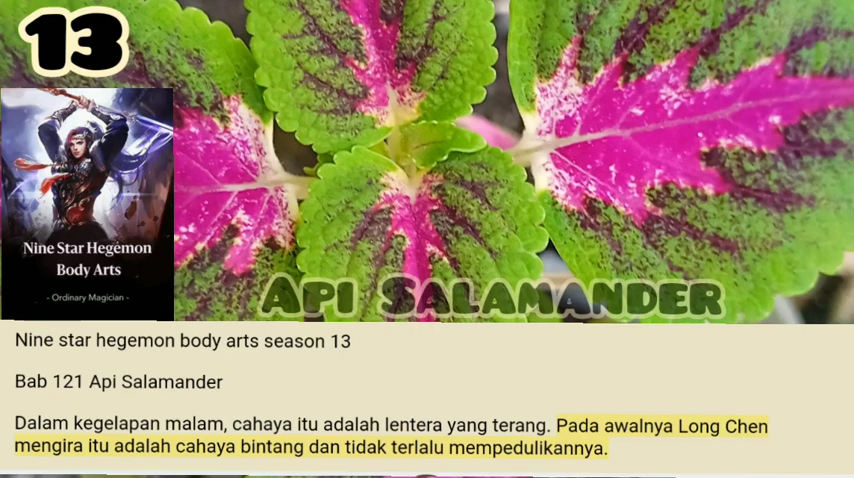 13
Nine Star Hegemon
Body Arts
- Ordinary Magician -
Api Salamander
Nine star hegemon body arts season 13
Bab 121 Api Salamander
Dalam kegelapan malam, cahaya itu adalah lentera yang terang. Pada awalnya Long Chen
mengira itu adalah cahaya bintang dan tidak terlalu mempedulikannya.